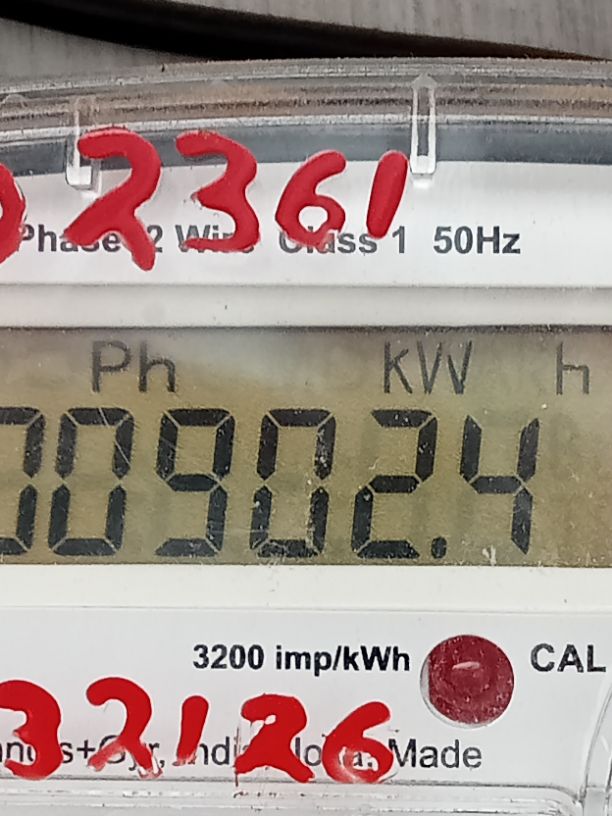 2361
Phase 2 Wire Class 1 50Hz
Ph kW h
00902.4
3200 imp/kWh CAL
32126
Made